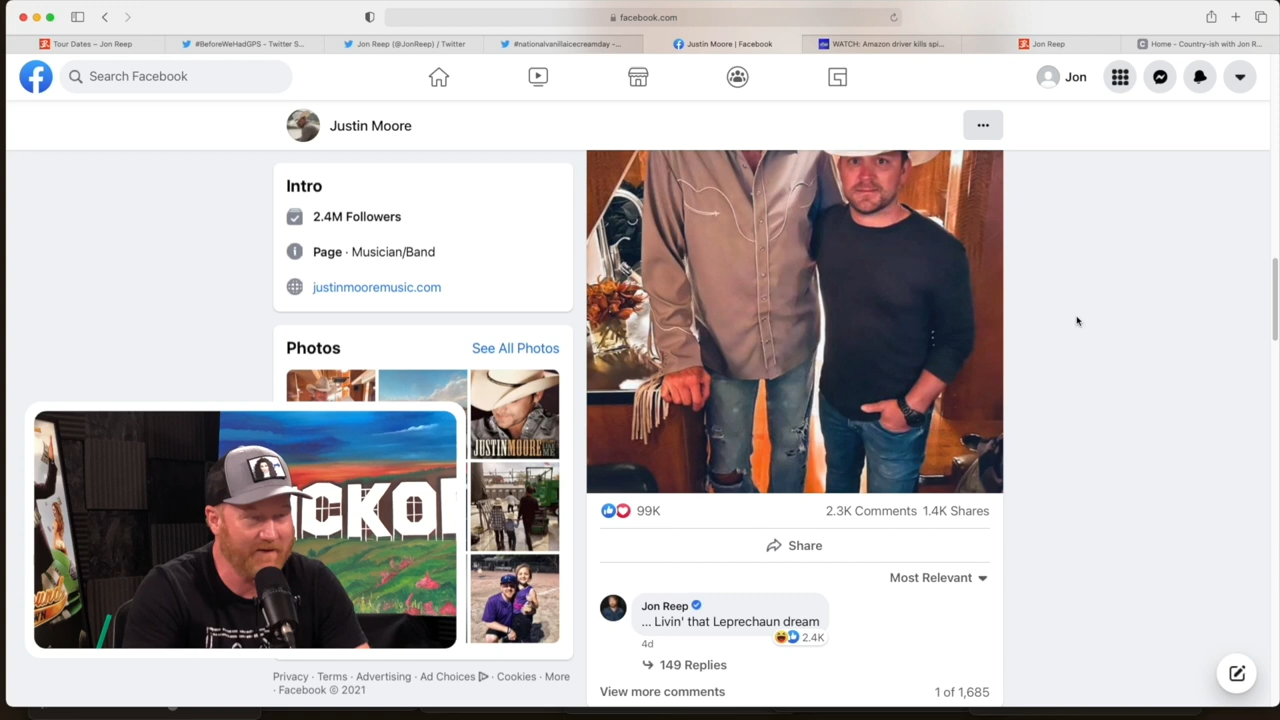 facebook.com
Tour Dates – Jon Reep
#BeforeWeHadGPS - Twitter S...
Jon Reep (@JonReep) / Twitter
#nationalvanillaicecreamday -...
Justin Moore | Facebook
WATCH: Amazon driver kills spi...
Jon Reep
Home - Country-ish with Jon R...
Search Facebook
Jon
Justin Moore
Intro
2.4M Followers
Page · Musician/Band
justinmooremusic.com
Photos
See All Photos
JUSTIN MOORE
CKO
99K
2.3K Comments 1.4K Shares
Share
Most Relevant
Jon Reep
... Livin' that Leprechaun dream
2.4K
4d
149 Replies
View more comments
1 of 1,685
Privacy · Terms · Advertising · Ad Choices · Cookies · More
· Facebook © 2021